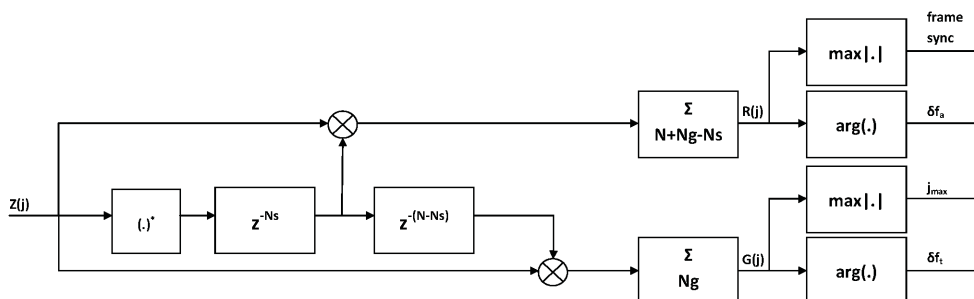 frame
sync
max|.|
Σ
N+Ng-Ns
R(j)
arg(.)
δfₐ
Z(j)
(.)*
z⁻ᴺˢ
z⁻⁽ᴺ⁻ᴺˢ⁾
max|.|
jₘₐₓ
Σ
Ng
G(j)
arg(.)
δfₜ